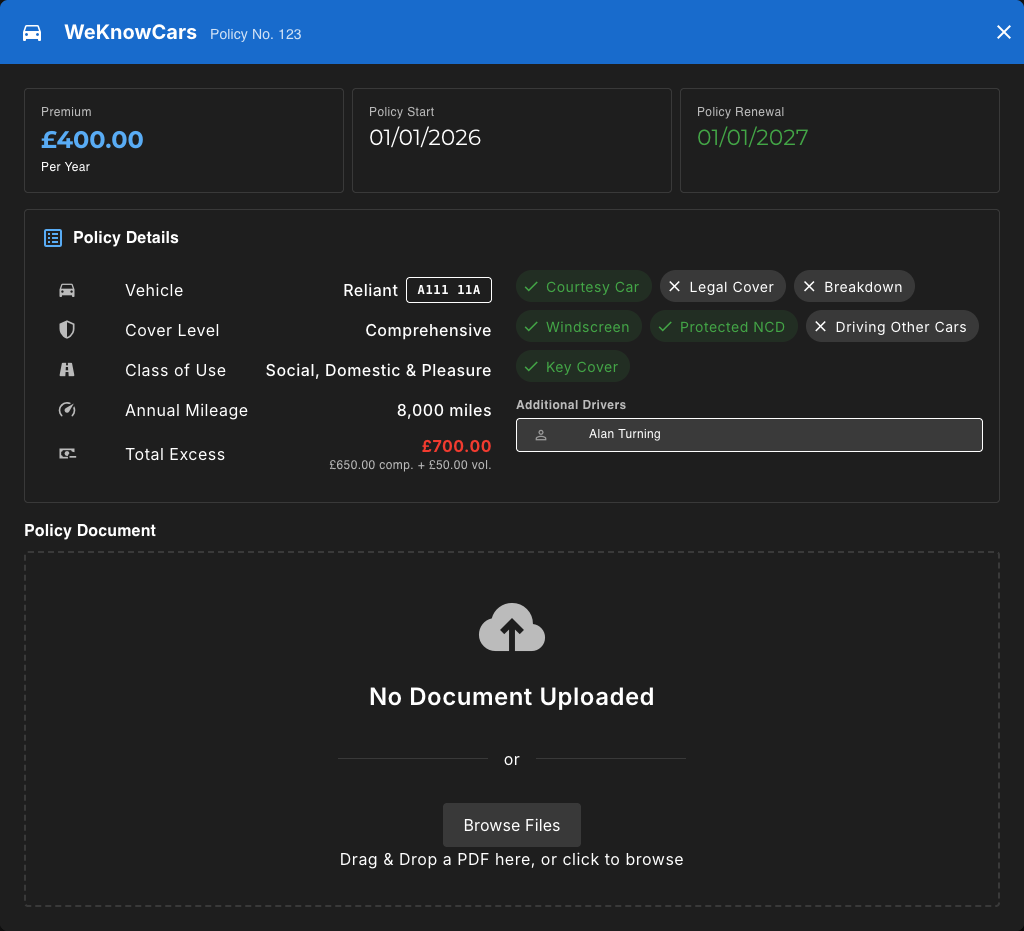 WeKnowCars Policy No. 123
Premium
£400.00
Per Year
Policy Start
01/01/2026
Policy Renewal
01/01/2027
Policy Details
Vehicle Reliant A111 11A
Cover Level Comprehensive
Class of Use Social, Domestic & Pleasure
Annual Mileage 8,000 miles
Total Excess £700.00
£650.00 comp. + £50.00 vol.
Courtesy Car Legal Cover Breakdown
Windscreen Protected NCD Driving Other Cars
Key Cover
Additional Drivers
Alan Turning
Policy Document
No Document Uploaded
or
Browse Files
Drag & Drop a PDF here, or click to browse